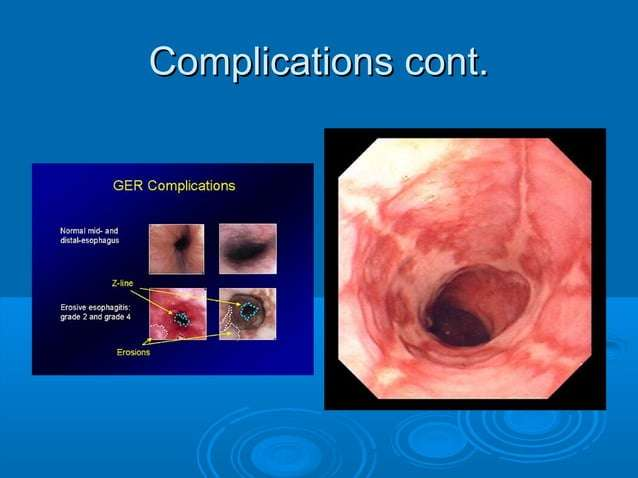 Complications cont.
GER Complications
Normal mid- and
distal-esophagus
Z-line
Erosive esophagitis:
grade 2 and grade 4
Erosions